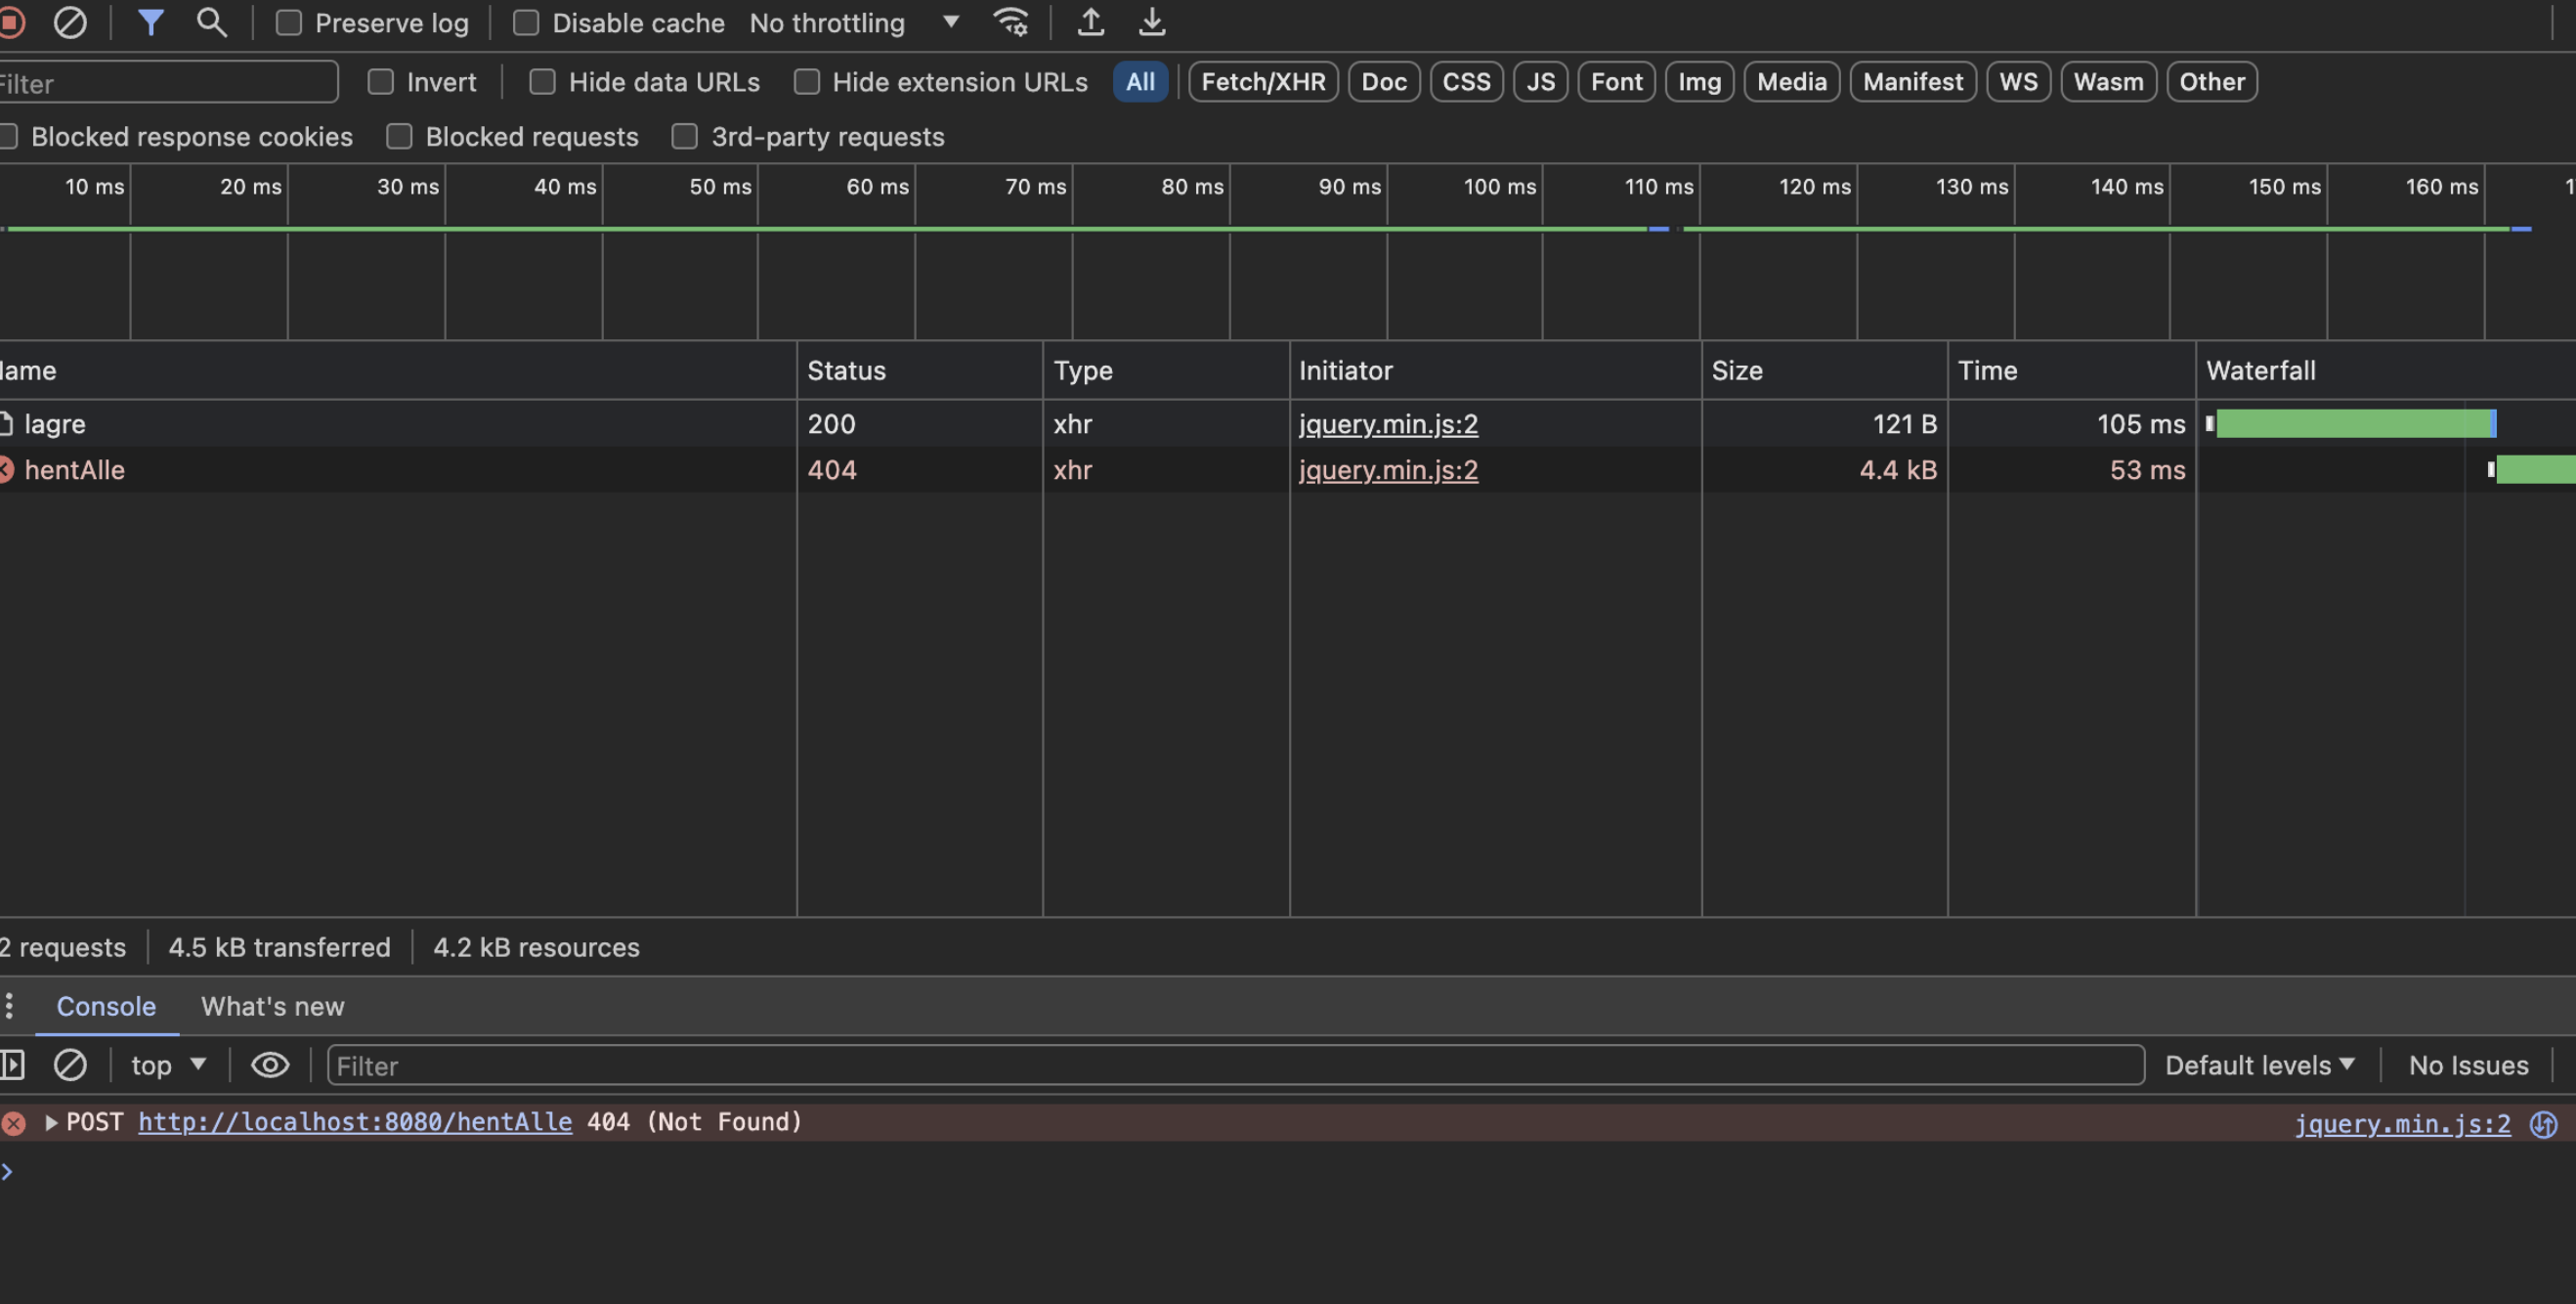 Preserve log Disable cache No throttling
Filter Invert Hide data URLs Hide extension URLs All Fetch/XHR Doc CSS JS Font Img Media Manifest WS Wasm Other
Blocked response cookies Blocked requests 3rd-party requests
10 ms 20 ms 30 ms 40 ms 50 ms 60 ms 70 ms 80 ms 90 ms 100 ms 110 ms 120 ms 130 ms 140 ms 150 ms 160 ms
ame Status Type Initiator Size Time Waterfall
lagre 200 xhr jquery.min.js:2 121 B 105 ms
hentAlle 404 xhr jquery.min.js:2 4.4 kB 53 ms
2 requests 4.5 kB transferred 4.2 kB resources
Console What's new
top Filter Default levels No Issues
POST http://localhost:8080/hentAlle 404 (Not Found) jquery.min.js:2